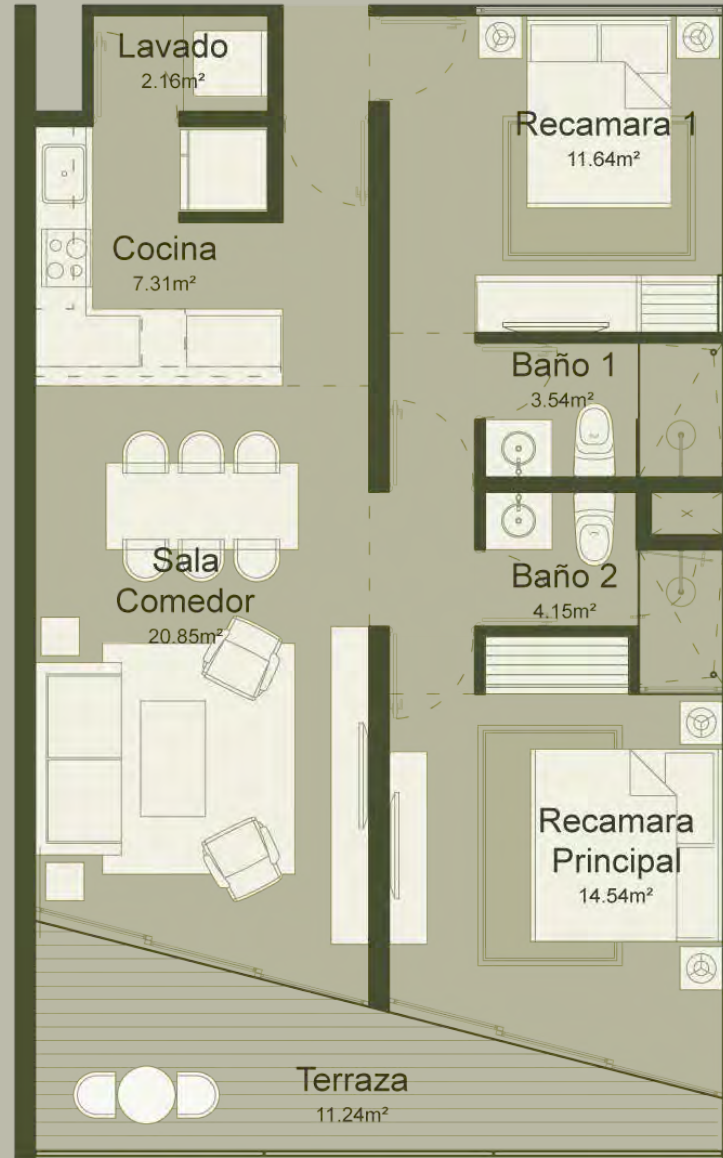 Lavado
2.16m²
Recamara 1
11.64m²
Cocina
7.31m²
Baño 1
3.54m²
Sala
Comedor
20.85m²
Baño 2
4.15m²
Recamara
Principal
14.54m²
Terraza
11.24m²